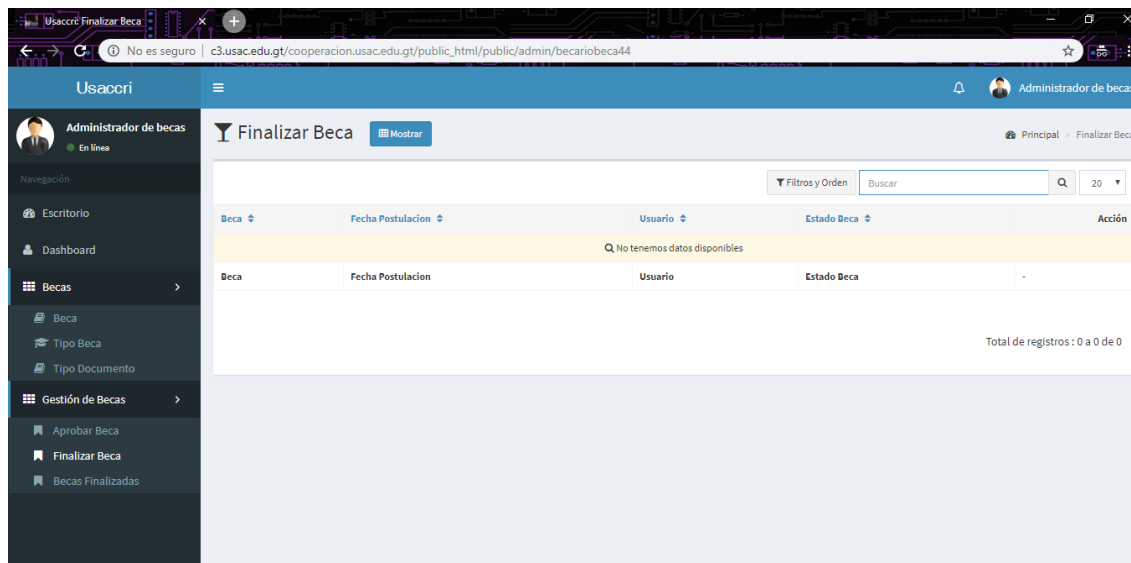 Usaccri: Finalizar Beca
No es seguro | c3.usac.edu.gt/cooperacion.usac.edu.gt/public_html/public/admin/becariobeca44
Usaccri
Administrador de becas
Administrador de becas
En línea
Finalizar Beca
Mostrar
Principal > Finalizar Beca
Navegación
Filtros y Orden
Buscar
20
Escritorio
Dashboard
Becas
Beca
Tipo Beca
Tipo Documento
Gestión de Becas
Aprobar Beca
Finalizar Beca
Becas Finalizadas
Beca Fecha Postulacion Usuario Estado Beca Acción
No tenemos datos disponibles
Beca Fecha Postulacion Usuario Estado Beca -
Total de registros : 0 a 0 de 0